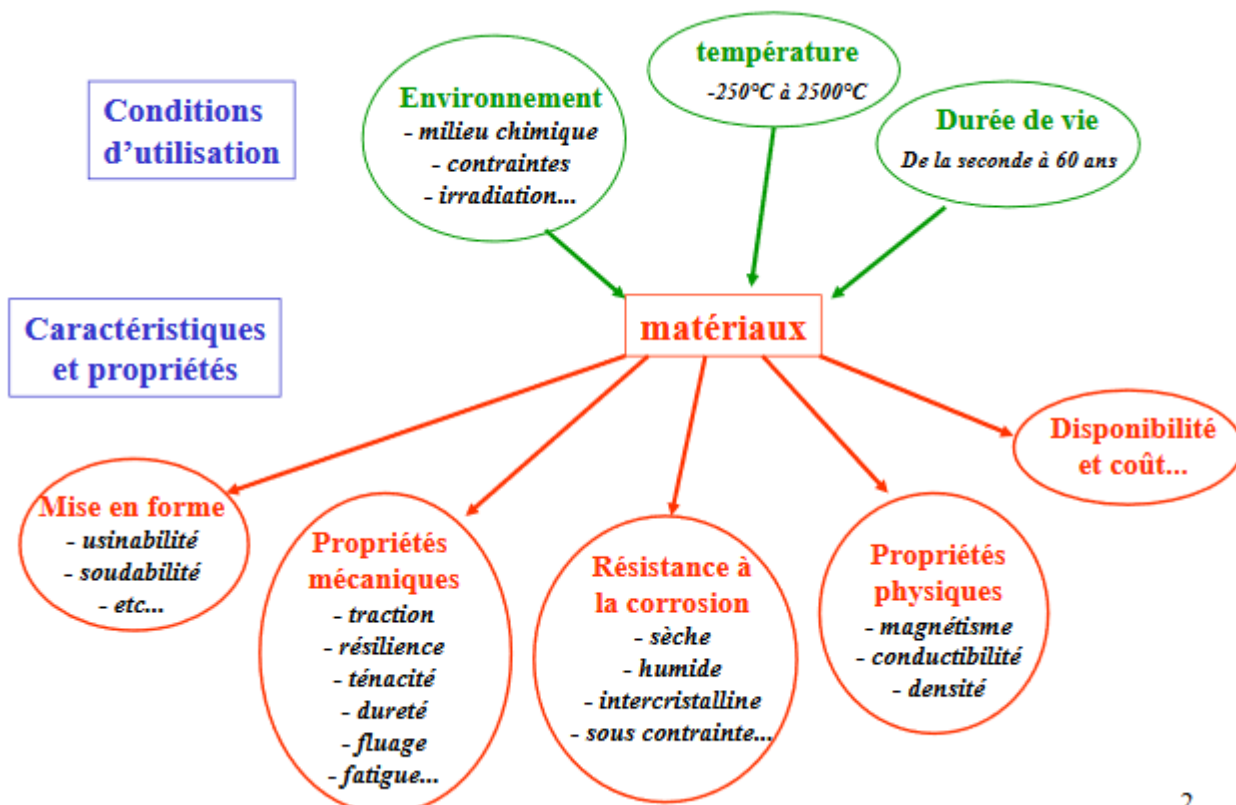 Conditions
d’utilisation
Environnement
- milieu chimique
- contraintes
- irradiation...
température
-250°C à 2500°C
Durée de vie
De la seconde à 60 ans
Caractéristiques
et propriétés
matériaux
Mise en forme
- usinabilité
- soudabilité
- etc...
Propriétés
mécaniques
- traction
- résilience
- ténacité
- dureté
- fluage
- fatigue...
Résistance à
la corrosion
- sèche
- humide
- intercristalline
- sous contrainte...
Propriétés
physiques
- magnétisme
- conductibilité
- densité
Disponibilité
et coût...
2